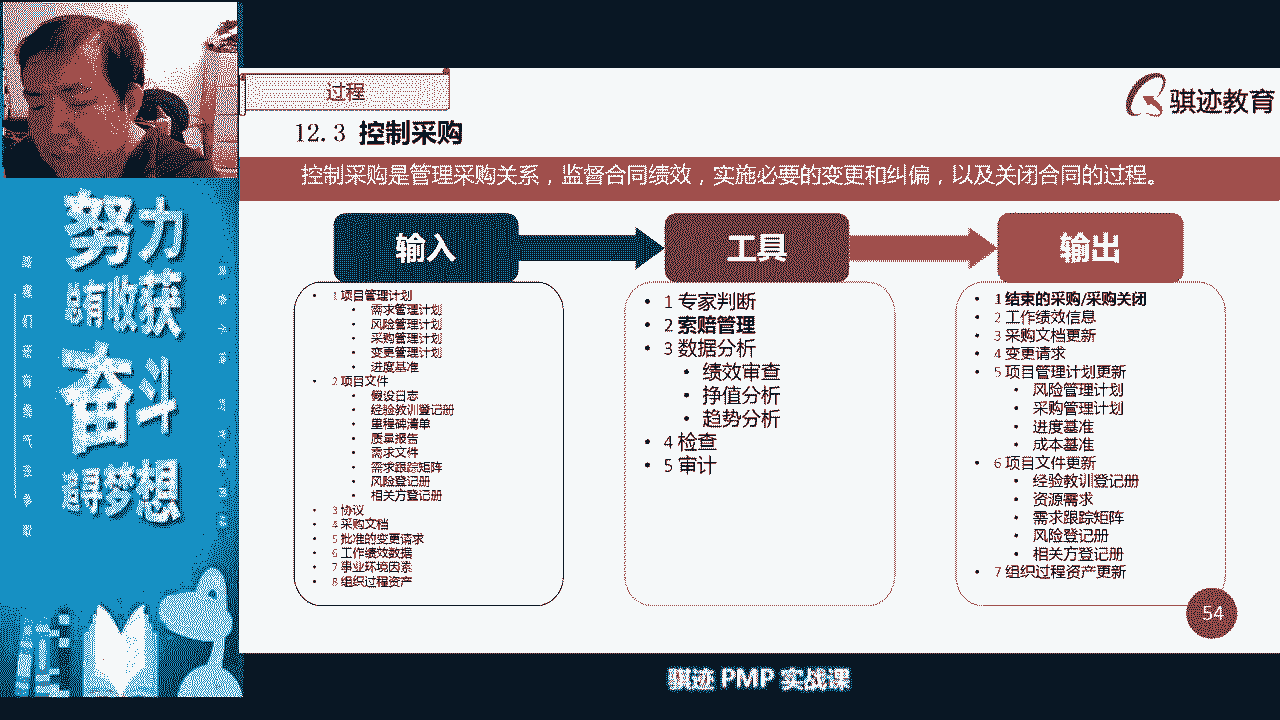 过程
骐迹教育
12.3 控制采购
控制采购是管理采购关系，监督合同绩效，实施必要的变更和纠偏，以及关闭合同的过程。
输入
• 1 项目管理计划
• 需求管理计划
• 风险管理计划
• 采购管理计划
• 变更管理计划
• 进度基准
• 2 项目文件
• 假设日志
• 经验教训登记册
• 里程碑清单
• 质量报告
• 需求文件
• 需求跟踪矩阵
• 风险登记册
• 相关方登记册
• 3 协议
• 4 采购文档
• 5 批准的变更请求
• 6 工作绩效数据
• 7 事业环境因素
• 8 组织过程资产
工具
• 1 专家判断
• 2 索赔管理
• 3 数据分析
• 绩效审查
• 挣值分析
• 趋势分析
• 4 检查
• 5 审计
输出
• 1 结束的采购/采购关闭
• 2 工作绩效信息
• 3 采购文档更新
• 4 变更请求
• 5 项目管理计划更新
• 风险管理计划
• 采购管理计划
• 进度基准
• 成本基准
• 6 项目文件更新
• 经验教训登记册
• 资源需求
• 需求跟踪矩阵
• 风险登记册
• 相关方登记册
• 7 组织过程资产更新
54
骐迹 PMP 实战课
努力
总有收获
奋斗
追寻梦想